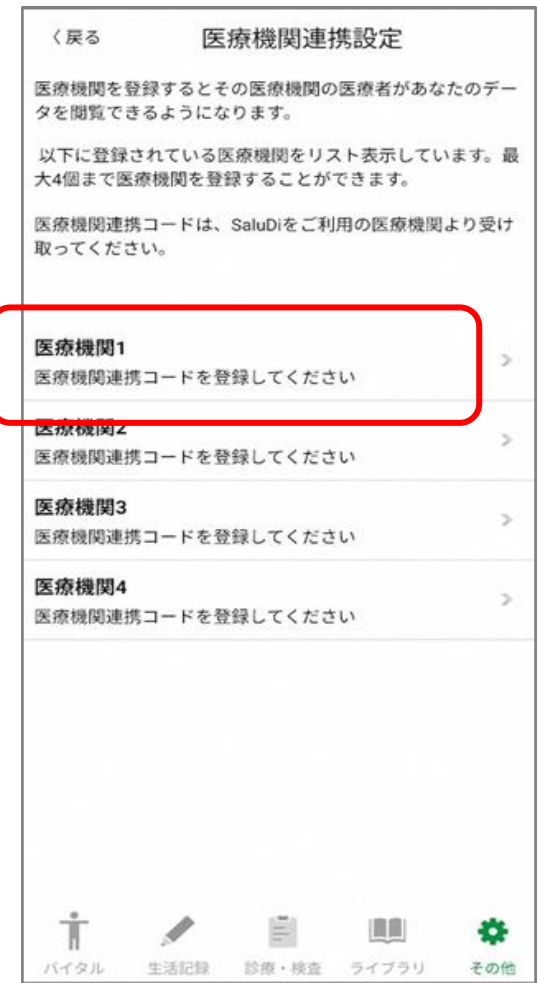 〈戻る 医療機関連携設定
医療機関を登録するとその医療機関の医療者があなたのデー
タを閲覧できるようになります。
以下に登録されている医療機関をリスト表示しています。最
大4個まで医療機関を登録することができます。
医療機関連携コードは、SaluDiをご利用の医療機関より受け
取ってください。
医療機関1
医療機関連携コードを登録してください
医療機関2
医療機関連携コードを登録してください
医療機関3
医療機関連携コードを登録してください
医療機関4
医療機関連携コードを登録してください
バイタル 生活記録 診療・検査 ライブラリ その他